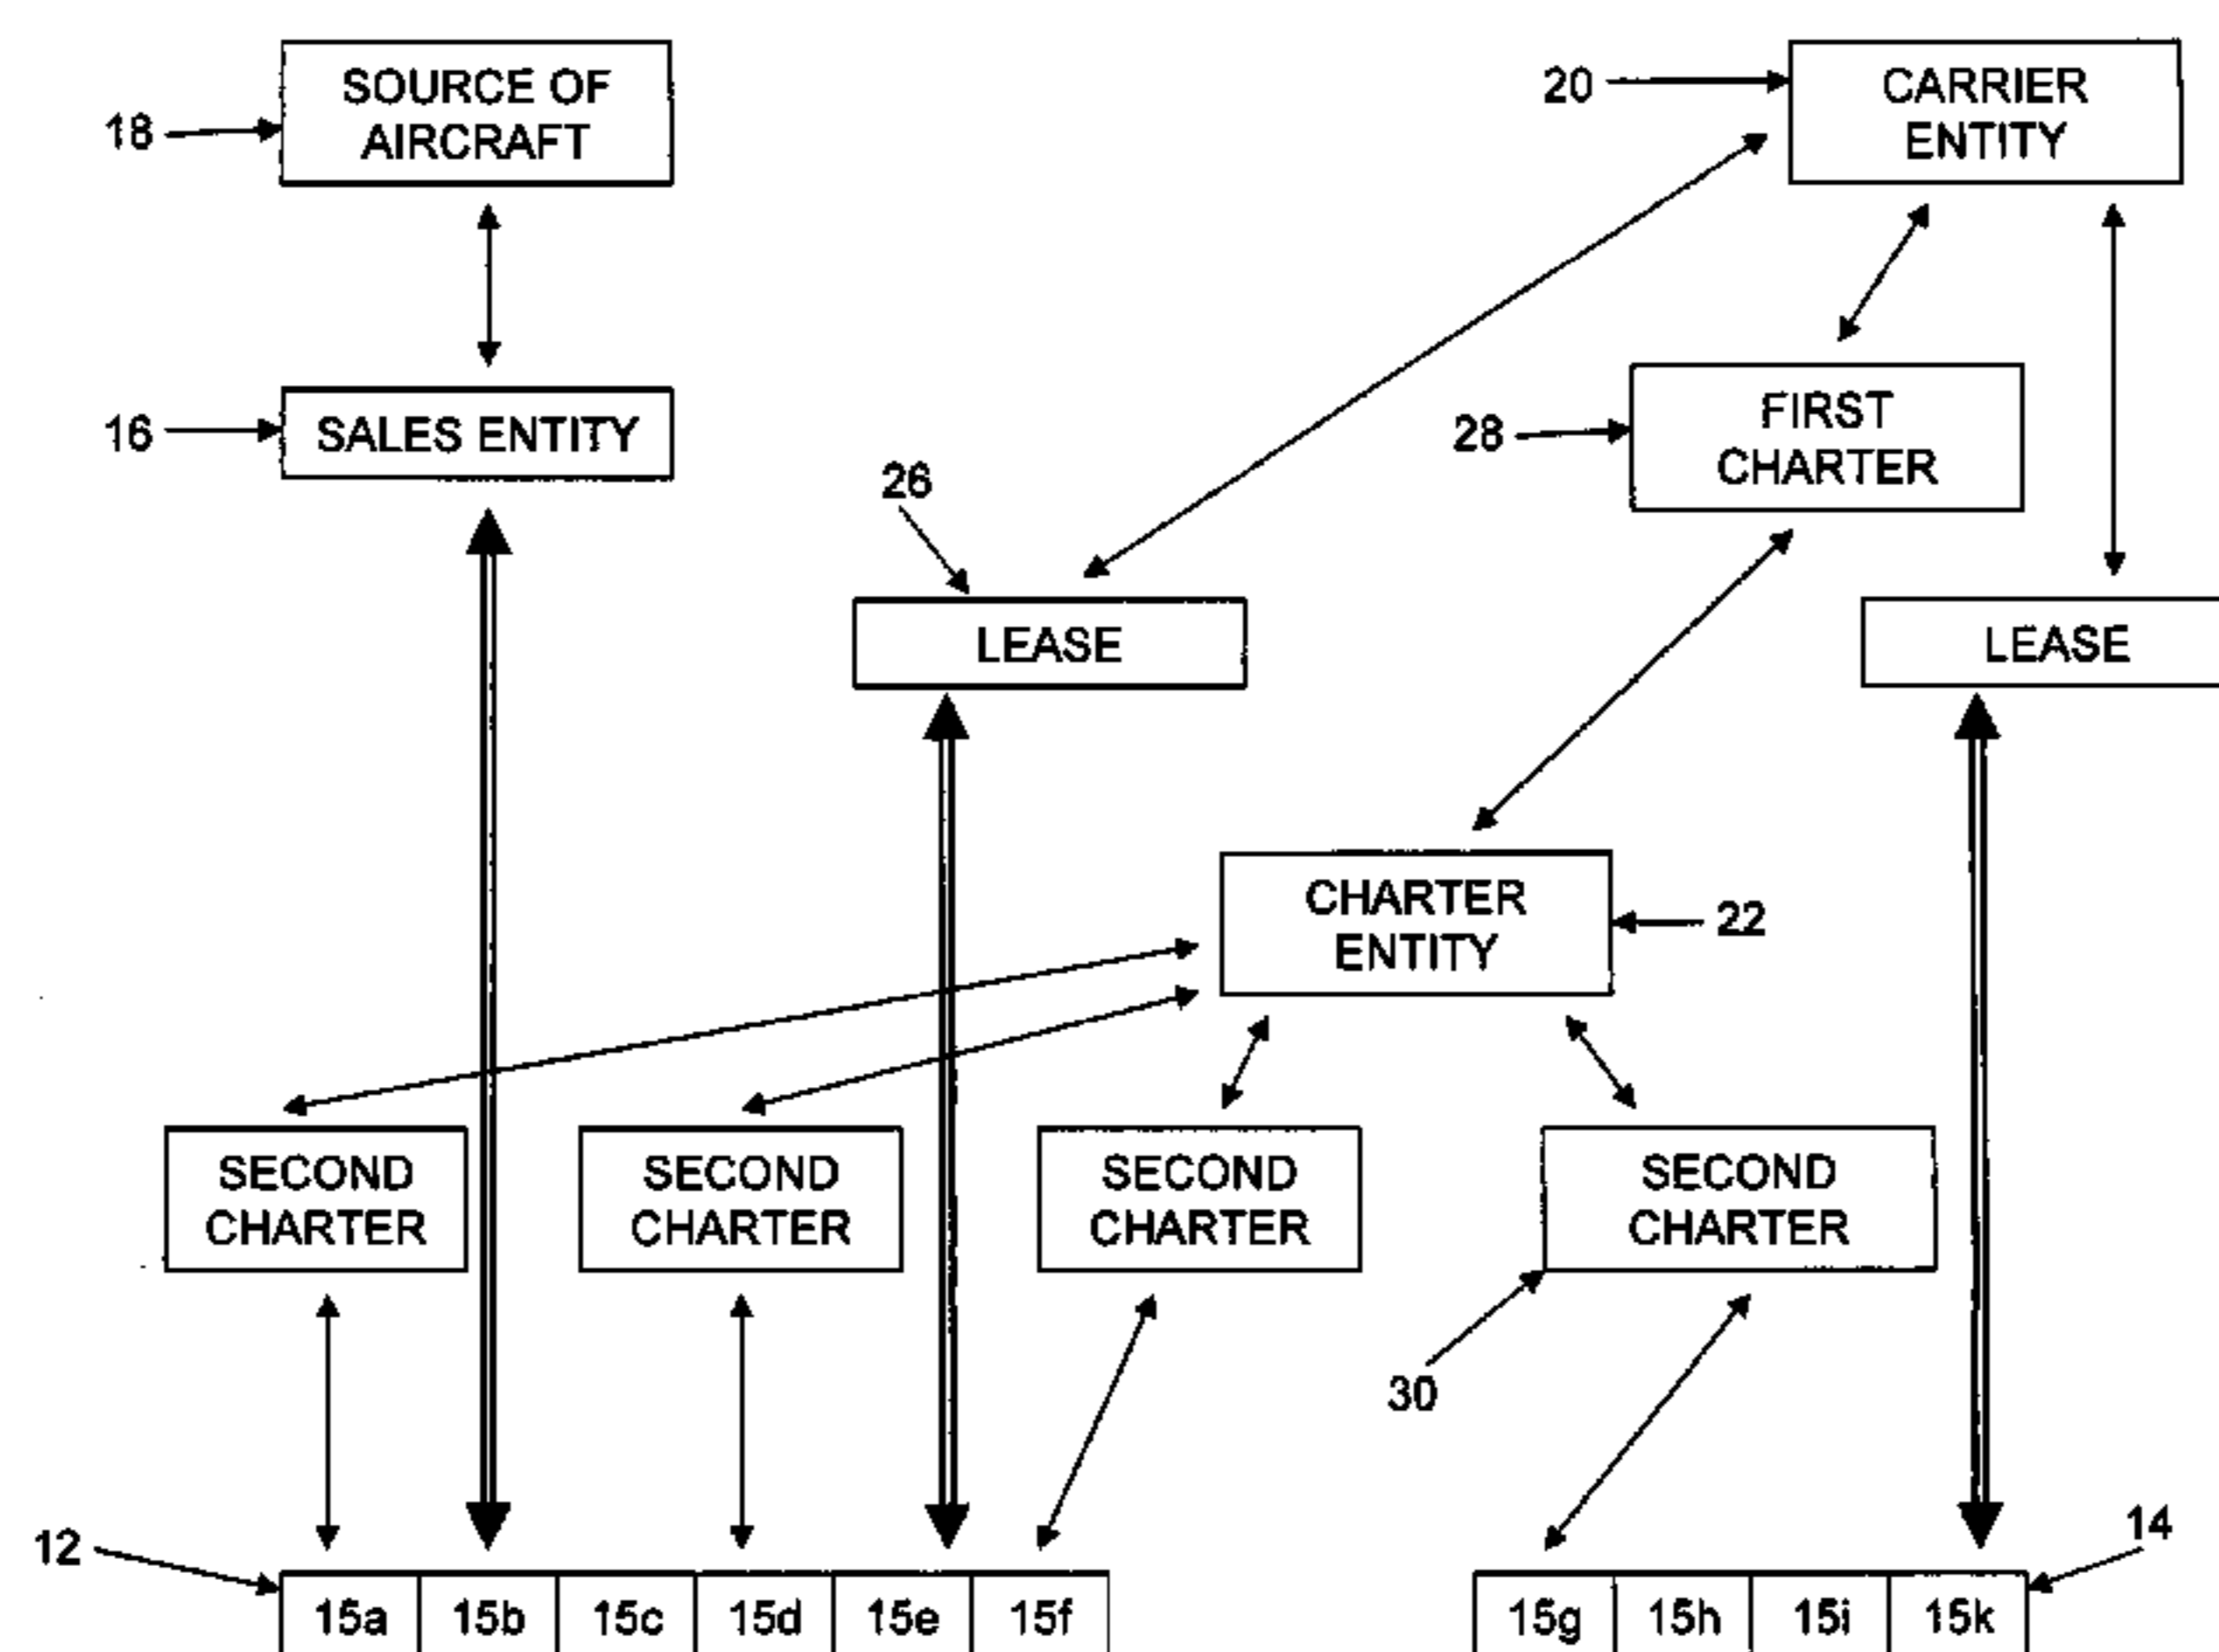 SOURCE OF
AIRCRAFT
18
20
CARRIER
ENTITY
16
SALES ENTITY
26
28
FIRST
CHARTER
LEASE
LEASE
CHARTER
ENTITY
22
SECOND
CHARTER
SECOND
CHARTER
SECOND
CHARTER
SECOND
CHARTER
30
12
14
15a 15b 15c 15d 15e 15f
15g 15h 15i 15k